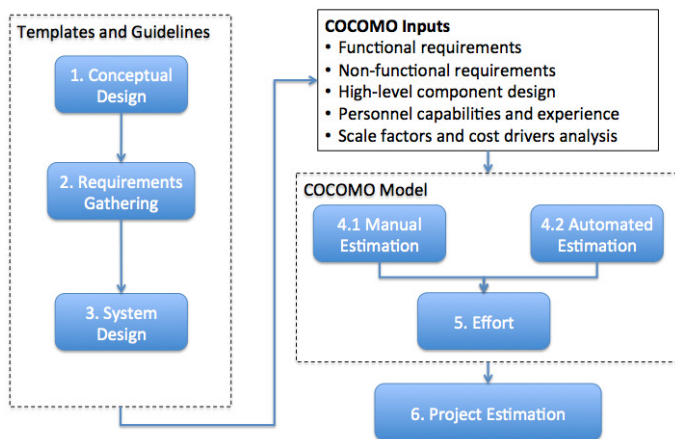 Templates and Guidelines
1. Conceptual
Design
2. Requirements
Gathering
3. System
Design
COCOMO Inputs
• Functional requirements
• Non-functional requirements
• High-level component design
• Personnel capabilities and experience
• Scale factors and cost drivers analysis
COCOMO Model
4.1 Manual
Estimation
4.2 Automated
Estimation
5. Effort
6. Project Estimation